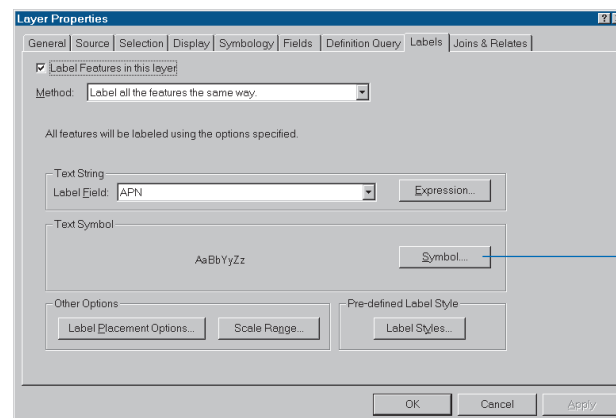 Layer Properties
General Source Selection Display Symbology Fields Definition Query Labels Joins & Relates
Label Features in this layer
Method: Label all the features the same way.
All features will be labeled using the options specified.
Text String
Label Field: APN Expression...
Text Symbol
AaBbYyZz Symbol...
Other Options Pre-defined Label Style
Label Placement Options... Scale Range... Label Styles...
OK Cancel Apply